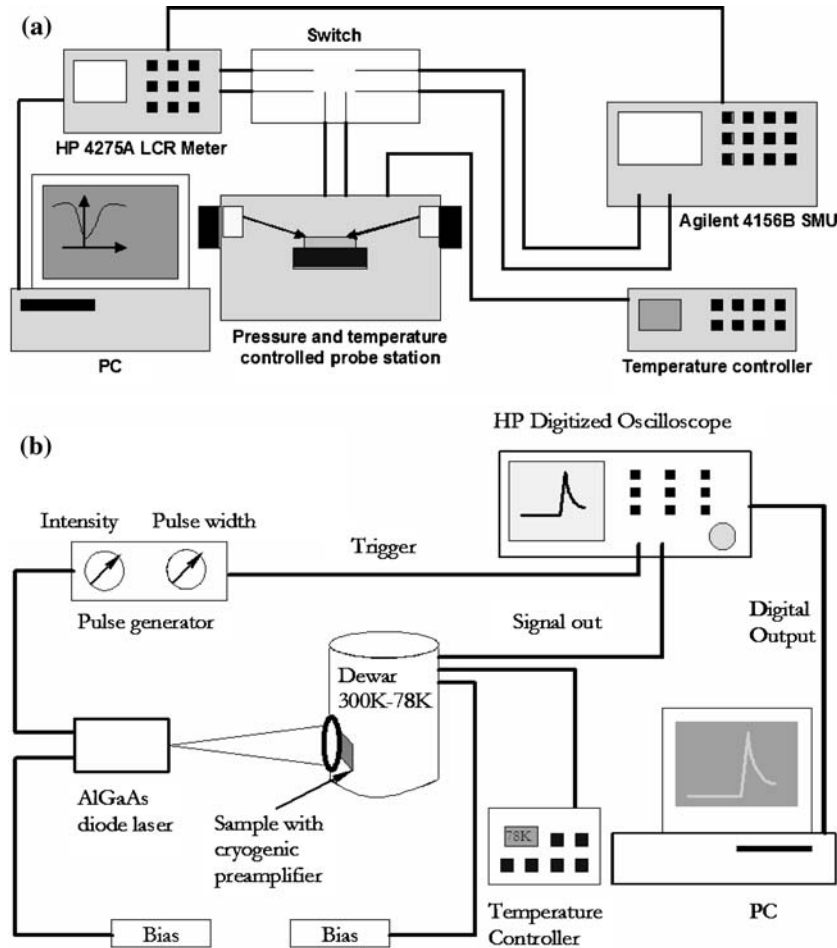 (a)
Switch
HP 4275A LCR Meter
Agilent 4156B SMU
Pressure and temperature
controlled probe station
PC
Temperature controller
(b)
HP Digitized Oscilloscope
Intensity
Pulse width
Trigger
Pulse generator
Signal out
Digital
Output
Dewar
300K-78K
AlGaAs
diode laser
Sample with
cryogenic
preamplifier
78K
Temperature
Controller
PC
Bias
Bias